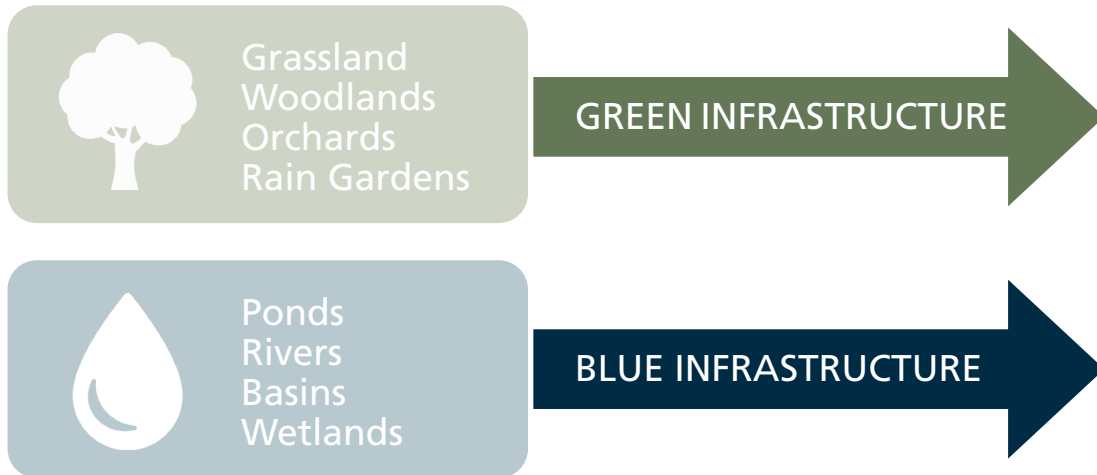 Grassland
Woodlands
Orchards
Rain Gardens
GREEN INFRASTRUCTURE
Ponds
Rivers
Basins
Wetlands
BLUE INFRASTRUCTURE